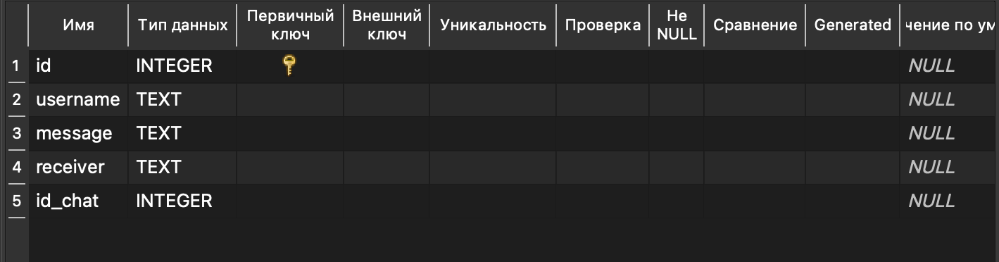 Имя Тип данных Первичный ключ Внешний ключ Уникальность Проверка Не NULL Сравнение Generated чение по ум
1 id INTEGER NULL
2 username TEXT NULL
3 message TEXT NULL
4 receiver TEXT NULL
5 id_chat INTEGER NULL